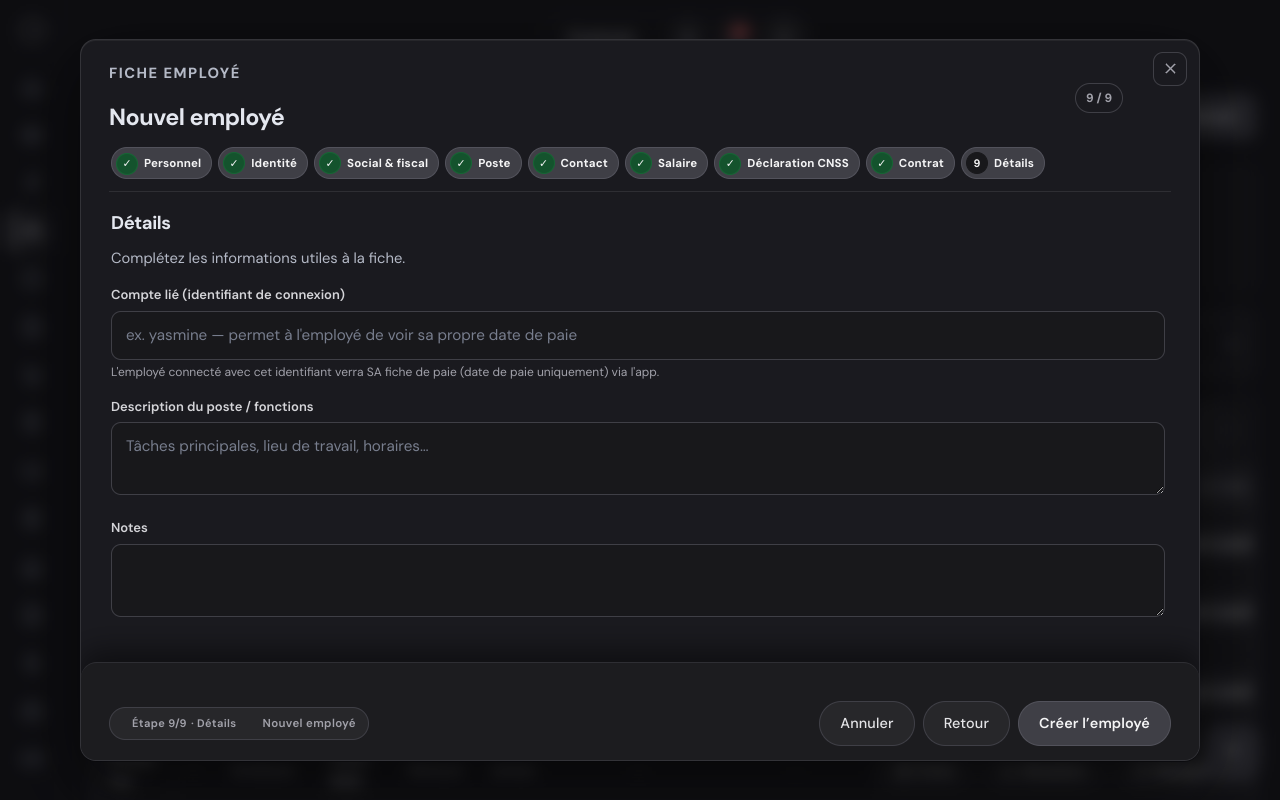 FICHE EMPLOYÉ
Nouvel employé
9 / 9
✓ Personnel ✓ Identité ✓ Social & fiscal ✓ Poste ✓ Contact ✓ Salaire ✓ Déclaration CNSS ✓ Contrat 9 Détails
Détails
Complétez les informations utiles à la fiche.
Compte lié (identifiant de connexion)
ex. yasmine — permet à l'employé de voir sa propre date de paie
L'employé connecté avec cet identifiant verra SA fiche de paie (date de paie uniquement) via l'app.
Description du poste / fonctions
Tâches principales, lieu de travail, horaires…
Notes
Étape 9/9 · Détails Nouvel employé
Annuler Retour Créer l’employé